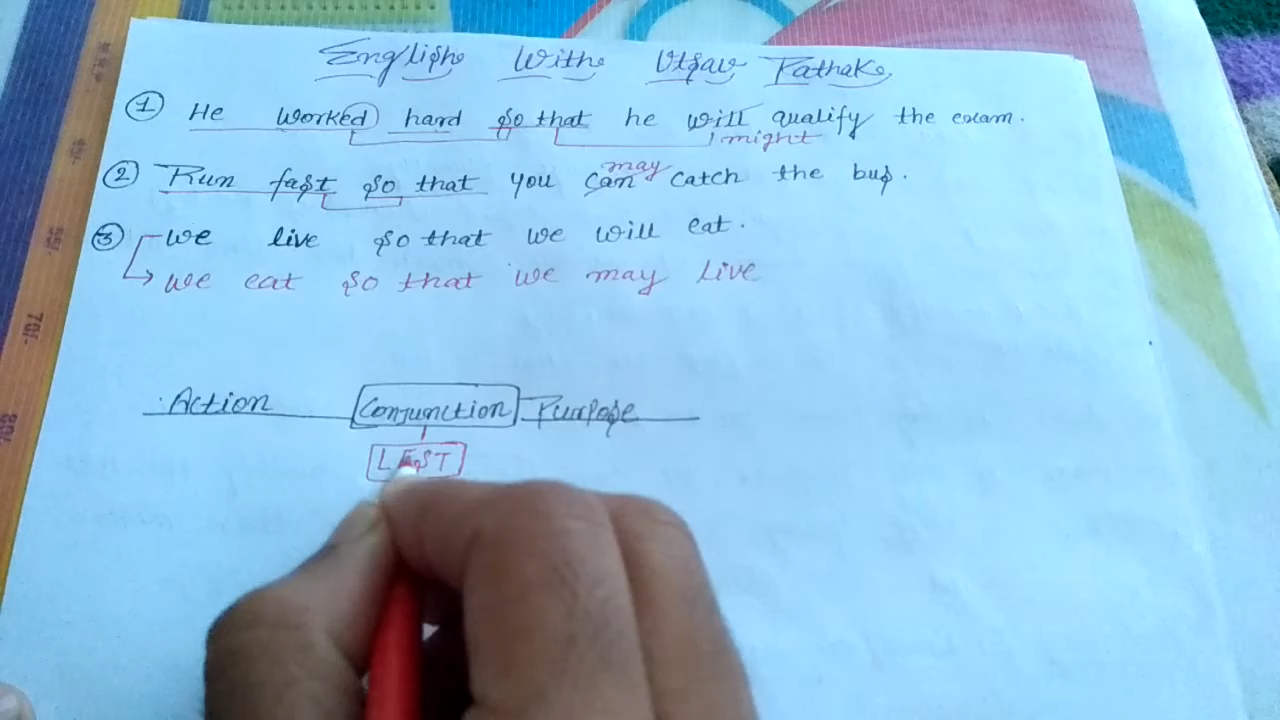 English With Utsav Pathak
① He worked hard so that he will qualify the exam.
might
may
② Run fast so that you can catch the bus.
③ we live so that we will eat.
we eat so that we may live
Action Conjunction Purpose
LEST
70/-